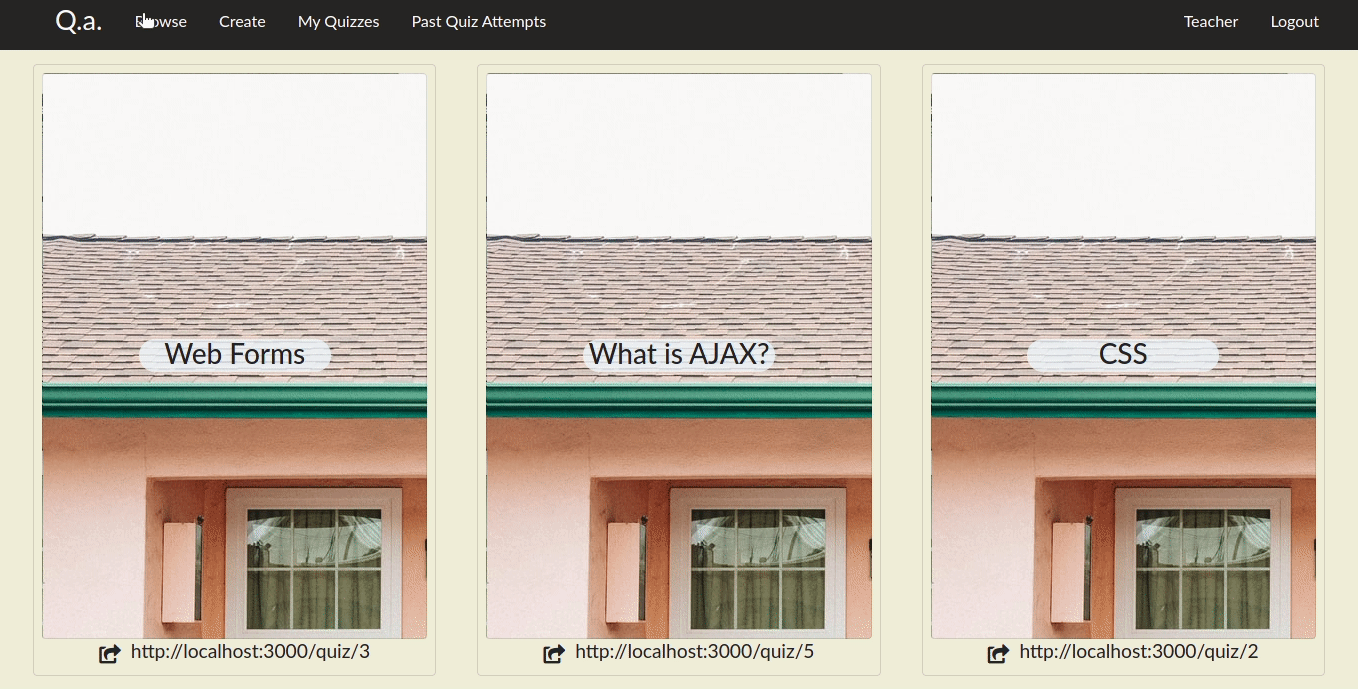 Q.a. Browse Create My Quizzes Past Quiz Attempts Teacher Logout
Web Forms
What is AJAX?
CSS
http://localhost:3000/quiz/3
http://localhost:3000/quiz/5
http://localhost:3000/quiz/2